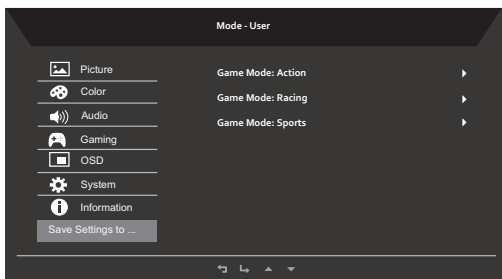 Mode - User
Picture
Color
Audio
Gaming
OSD
System
Information
Save Settings to ...
Game Mode: Action
Game Mode: Racing
Game Mode: Sports